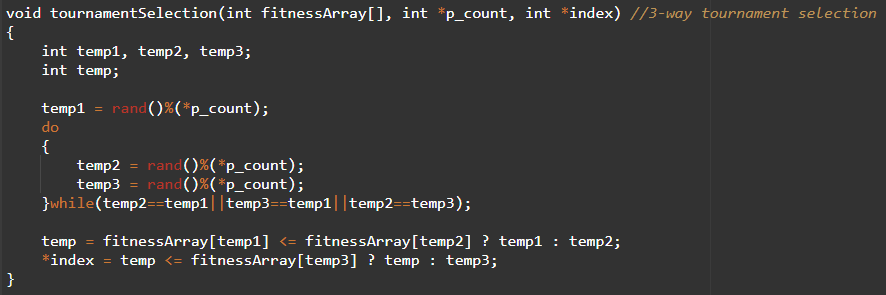 void tournamentSelection(int fitnessArray[], int *p_count, int *index) //3-way tournament selection
{
    int temp1, temp2, temp3;
    int temp;

    temp1 = rand()%(*p_count);
    do
    {
        temp2 = rand()%(*p_count);
        temp3 = rand()%(*p_count);
    }while(temp2==temp1||temp3==temp1||temp2==temp3);

    temp = fitnessArray[temp1] <= fitnessArray[temp2] ? temp1 : temp2;
    *index = temp <= fitnessArray[temp3] ? temp : temp3;
}